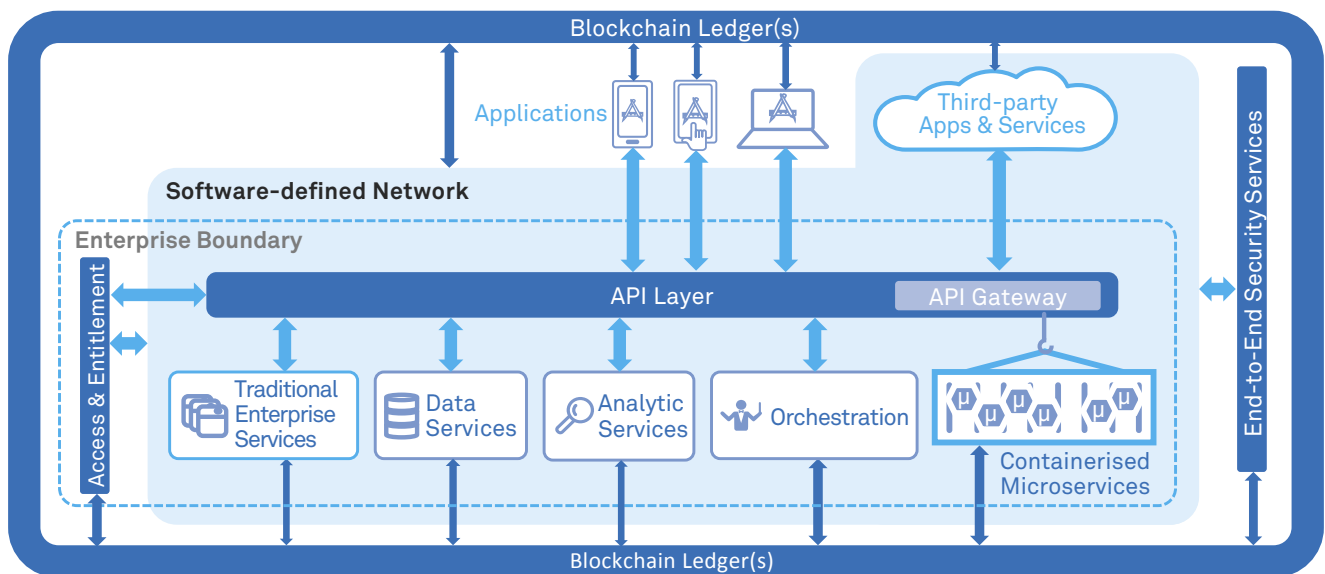 Blockchain Ledger(s)
Applications
Third-party
Apps & Services
Software-defined Network
Enterprise Boundary
Access & Entitlement
End-to-End Security Services
API Layer
API Gateway
Traditional
Enterprise
Services
Data
Services
Analytic
Services
Orchestration
µ
µ
µ
µ
µ
µ
Containerised
Microservices
Blockchain Ledger(s)